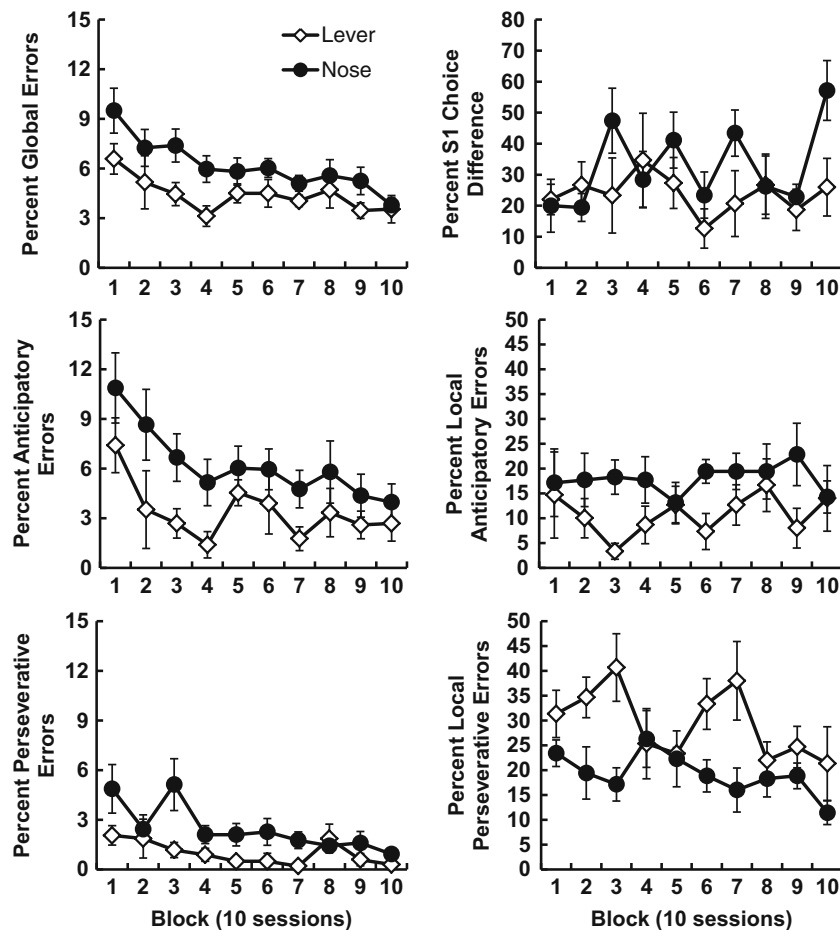 Percent Global Errors
15
12
9
6
3
0
Lever
Nose
1 2 3 4 5 6 7 8 9 10
Percent S1 Choice
Difference
80
70
60
50
40
30
20
10
0
1 2 3 4 5 6 7 8 9 10
Percent Anticipatory
Errors
15
12
9
6
3
0
1 2 3 4 5 6 7 8 9 10
Percent Local
Anticipatory Errors
50
45
40
35
30
25
20
15
10
5
0
1 2 3 4 5 6 7 8 9 10
Percent Perseverative
Errors
15
12
9
6
3
0
1 2 3 4 5 6 7 8 9 10
Block (10 sessions)
Percent Local
Perseverative Errors
50
45
40
35
30
25
20
15
10
5
0
1 2 3 4 5 6 7 8 9 10
Block (10 sessions)